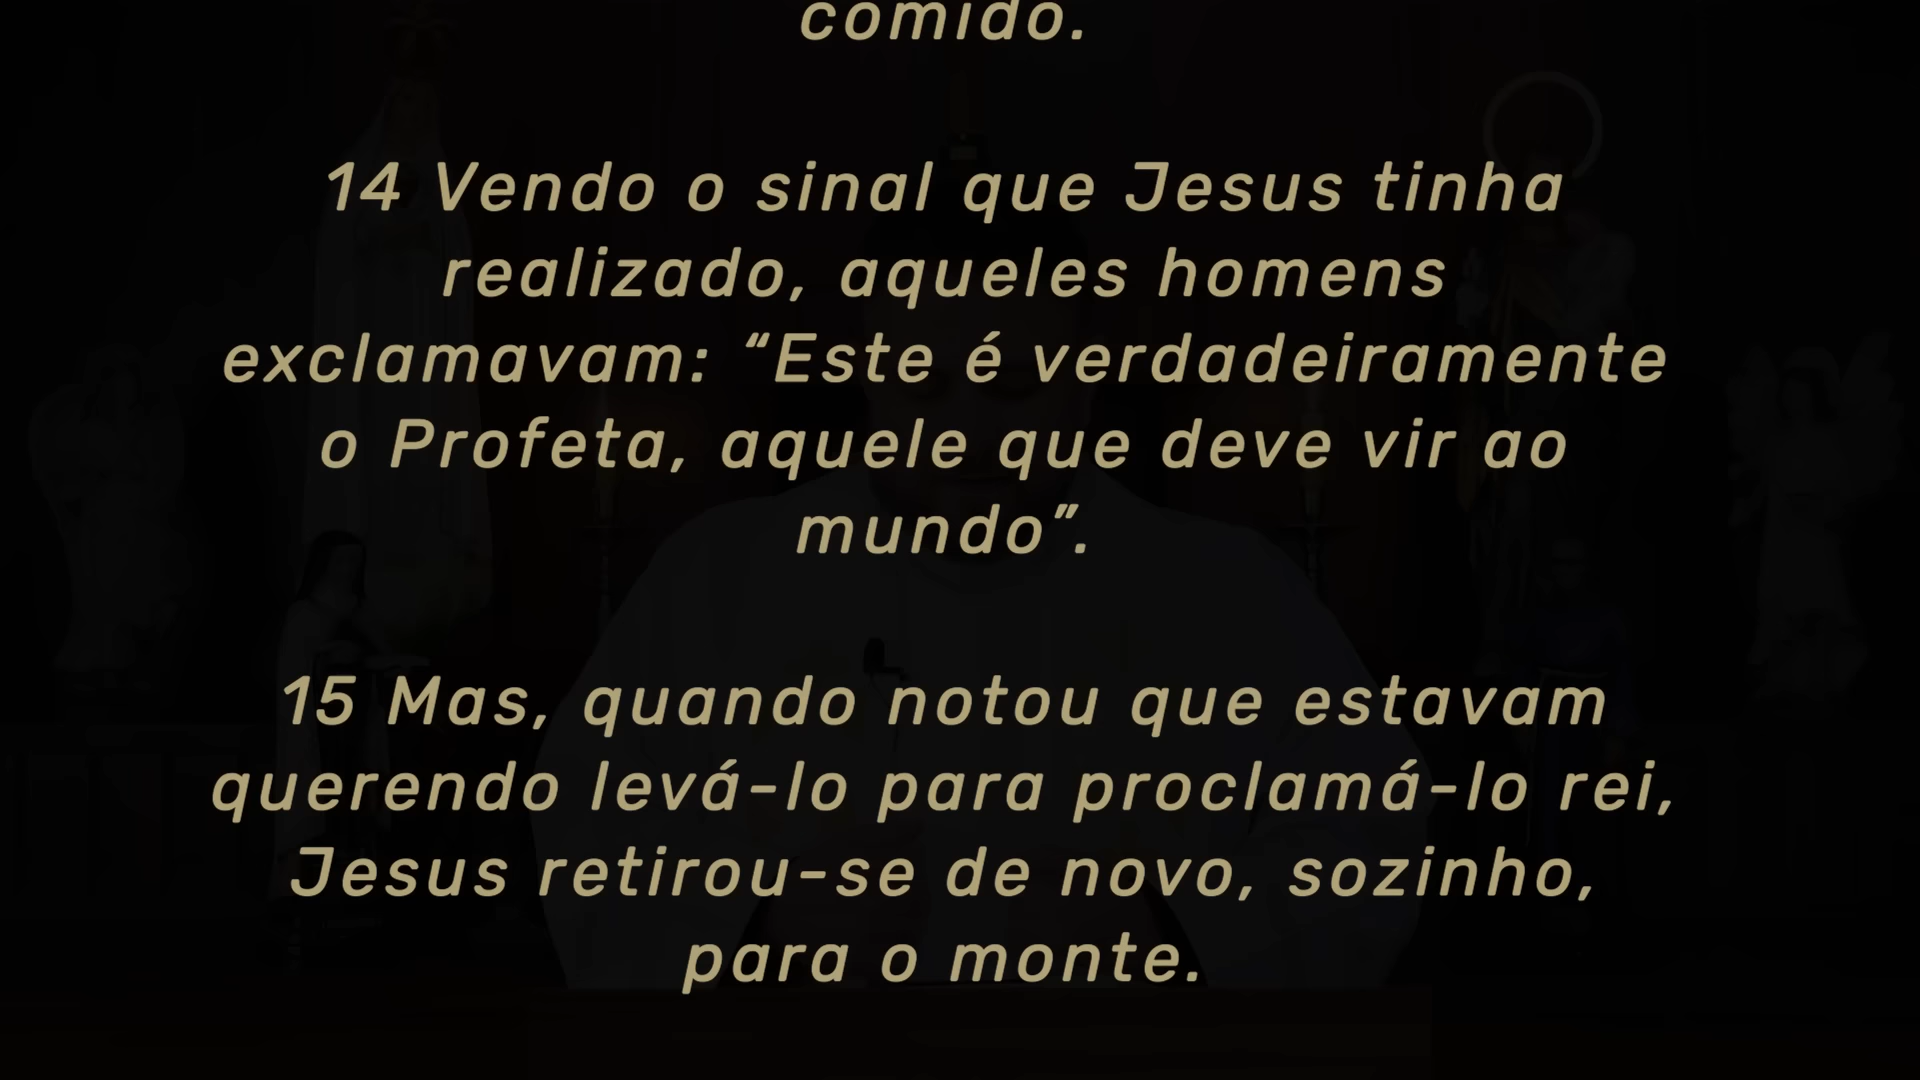 comido.
14 Vendo o sinal que Jesus tinha
realizado, aqueles homens
exclamavam: “Este é verdadeiramente
o Profeta, aquele que deve vir ao
mundo”.
15 Mas, quando notou que estavam
querendo levá-lo para proclamá-lo rei,
Jesus retirou-se de novo, sozinho,
para o monte.